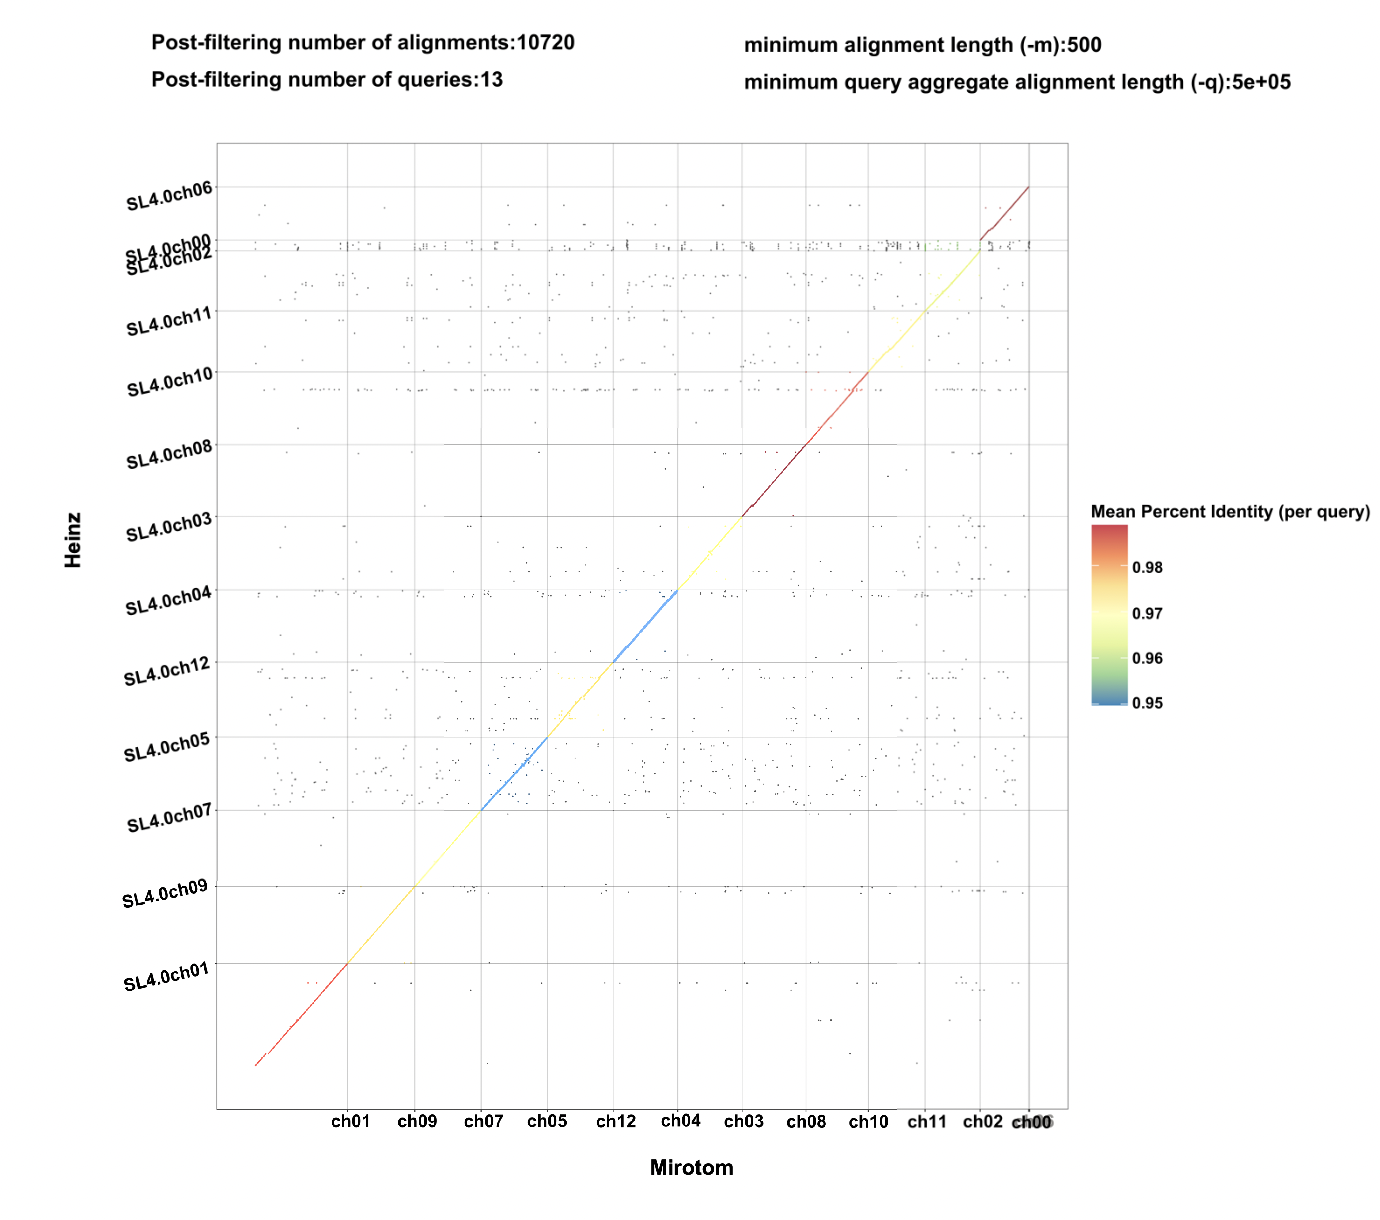 Post-filtering number of alignments:10720
minimum alignment length (-m):500
Post-filtering number of queries:13
minimum query aggregate alignment length (-q):5e+05
SL4.0ch06
SL4.0ch00
SL4.0ch02
SL4.0ch11
SL4.0ch10
SL4.0ch08
SL4.0ch03
SL4.0ch04
SL4.0ch12
SL4.0ch05
SL4.0ch07
SL4.0ch09
SL4.0ch01
Heinz
Mean Percent Identity (per query)
0.98
0.97
0.96
0.95
ch01 ch09 ch07 ch05 ch12 ch04 ch03 ch08 ch10 ch11 ch02 ch00
Mirotom